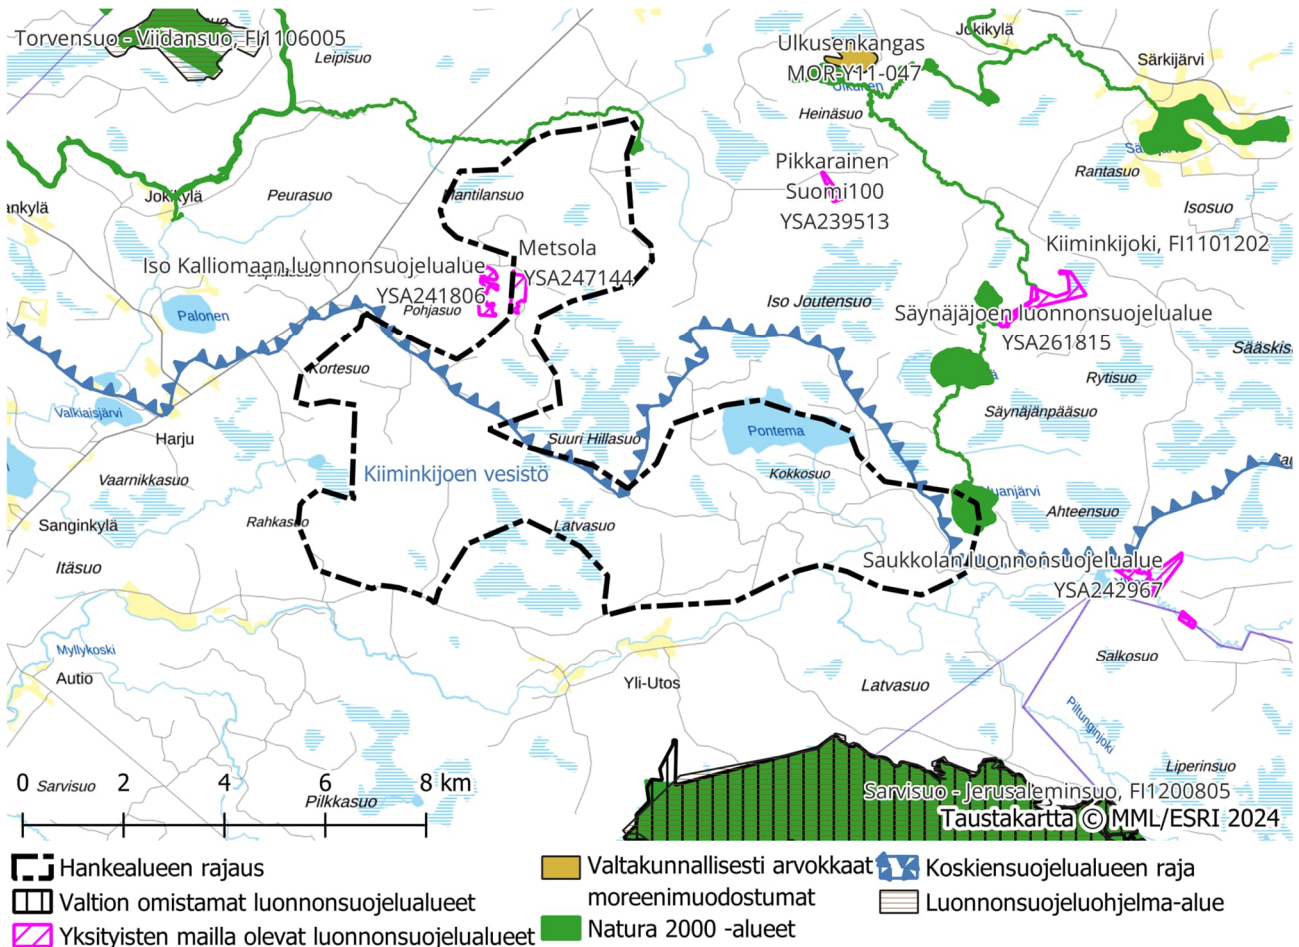 Torvensuo - Viidansuo, FI1106005
Leipisuo
Ulkusenkangas
MOR-Y11-047
Jokikylä
Särkijärvi
Heinäsuo
Pikkarainen
Suomi100
YSA239513
Rantasuo
Isosuo
ankylä
Jokikylä
Peurasuo
Mantilansuo
Metsola
YSA247144
Kiiminkijoki, FI1101202
Iso Kalliomaan luonnonsuojelualue
YSA241806
Pohjasuo
Palonen
Iso Joutensuo
Säynäjäjoen luonnonsuojelualue
YSA261815
Sääskis
Kortesuo
Rytisuo
Valkiaisjärvi
Harju
Säynäjänpääsuo
Suuri Hillasuo
Pontema
Kiiminkijoen vesistö
Kokkosuo
Vaarnikkasuo
Sanginkylä
Rahkasuo
Latvasuo
uanjärvi
Ahteensuo
Itäsuo
Saukkolan luonnonsuojelualue
YSA242967
Myllykoski
Autio
Yli-Utos
Latvasuo
Salkosuo
Piltunginjoki
Liperinsuo
0 2 4 6 8 km
Sarvisuo
Pilkkasuo
Sarvisuo - Jerusaleminsuo, FI1200805
Taustakartta © MML/ESRI 2024
Hankealueen rajaus
Valtion omistamat luonnonsuojelualueet
Yksityisten mailla olevat luonnonsuojelualueet
Valtakunnallisesti arvokkaat
moreenimuodostumat
Natura 2000 -alueet
Koskiensuojelualueen raja
Luonnonsuojeluohjelma-alue